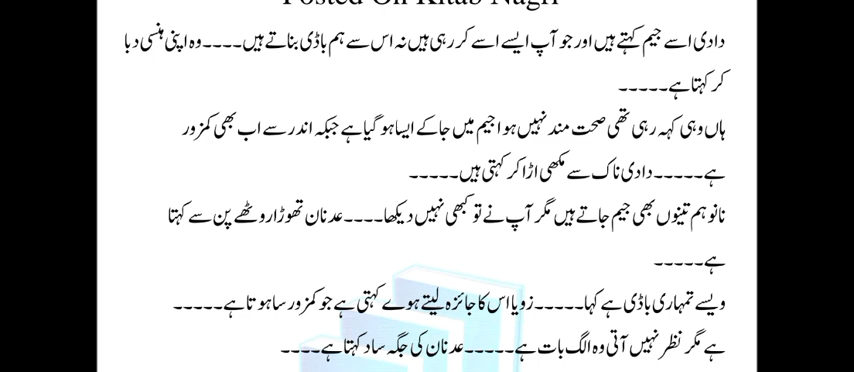 Posted On Kitab Nagri
دادی اسے جیم کہتے ہیں اور جو آپ ایسے اسے کر رہی ہیں نہ اس سے ہم باڈی بناتے ہیں۔۔۔۔ وہ اپنی ہنسی دبا
کر کہتا ہے۔۔۔۔۔
ہاں وہی کہہ رہی تھی صحت مند نہیں ہوا جیم میں جاکے ایسا ہو گیا ہے جبکہ اندر سے اب بھی کمزور
ہے۔۔۔۔۔ دادی ناک سے مکھی اڑا کر کہتی ہیں۔۔۔۔۔
نانو ہم تینوں بھی جیم جاتے ہیں مگر آپ نے تو کبھی نہیں دیکھا۔۔۔۔ عدنان تھوڑا روٹھے پن سے کہتا
ہے۔۔۔۔۔
ویسے تمہاری باڈی ہے کہا۔۔۔۔۔ زویا اس کا جائزہ لیتے ہوے کہتی ہے جو کمزور سا ہوتا ہے۔۔۔۔۔
ہے مگر نظر نہیں آتی وہ الگ بات ہے۔۔۔۔۔ عدنان کی جگہ ساد کہتا ہے۔۔۔۔